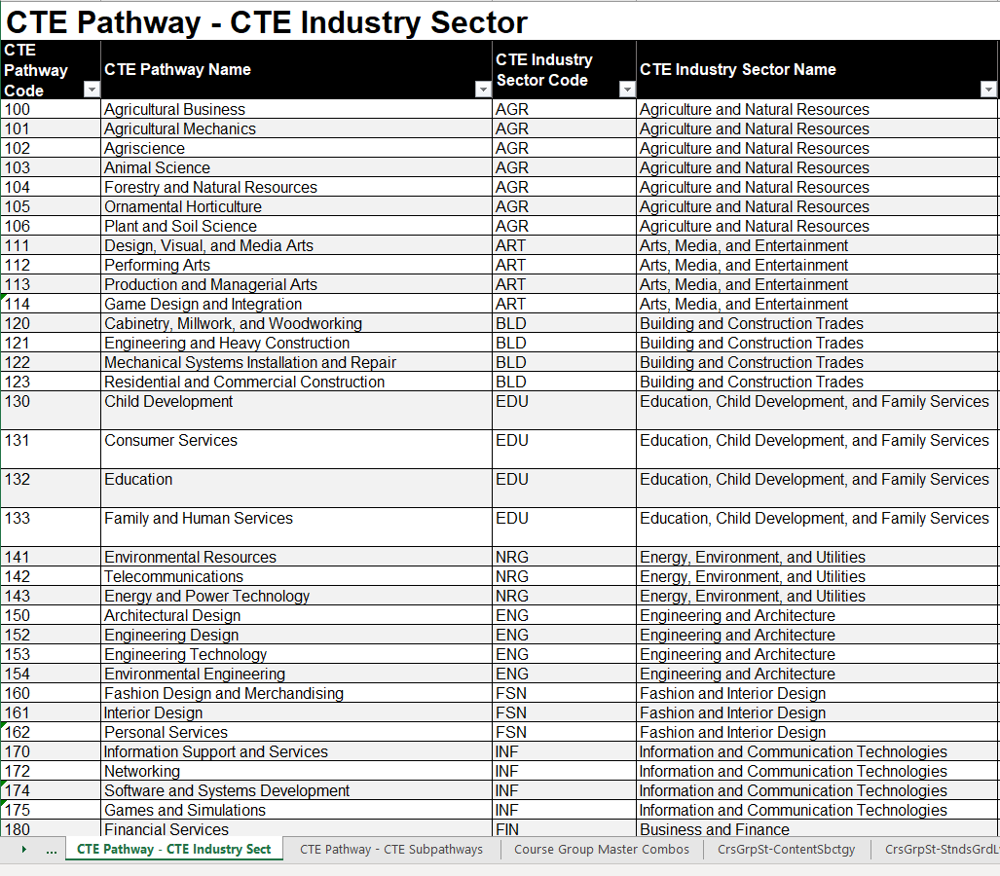 CTE Pathway - CTE Industry Sector
CTE Pathway Code CTE Pathway Name CTE Industry Sector Code CTE Industry Sector Name
100 Agricultural Business AGR Agriculture and Natural Resources
101 Agricultural Mechanics AGR Agriculture and Natural Resources
102 Agriscience AGR Agriculture and Natural Resources
103 Animal Science AGR Agriculture and Natural Resources
104 Forestry and Natural Resources AGR Agriculture and Natural Resources
105 Ornamental Horticulture AGR Agriculture and Natural Resources
106 Plant and Soil Science AGR Agriculture and Natural Resources
111 Design, Visual, and Media Arts ART Arts, Media, and Entertainment
112 Performing Arts ART Arts, Media, and Entertainment
113 Production and Managerial Arts ART Arts, Media, and Entertainment
114 Game Design and Integration ART Arts, Media, and Entertainment
120 Cabinetry, Millwork, and Woodworking BLD Building and Construction Trades
121 Engineering and Heavy Construction BLD Building and Construction Trades
122 Mechanical Systems Installation and Repair BLD Building and Construction Trades
123 Residential and Commercial Construction BLD Building and Construction Trades
130 Child Development EDU Education, Child Development, and Family Services
131 Consumer Services EDU Education, Child Development, and Family Services
132 Education EDU Education, Child Development, and Family Services
133 Family and Human Services EDU Education, Child Development, and Family Services
141 Environmental Resources NRG Energy, Environment, and Utilities
142 Telecommunications NRG Energy, Environment, and Utilities
143 Energy and Power Technology NRG Energy, Environment, and Utilities
150 Architectural Design ENG Engineering and Architecture
152 Engineering Design ENG Engineering and Architecture
153 Engineering Technology ENG Engineering and Architecture
154 Environmental Engineering ENG Engineering and Architecture
160 Fashion Design and Merchandising FSN Fashion and Interior Design
161 Interior Design FSN Fashion and Interior Design
162 Personal Services FSN Fashion and Interior Design
170 Information Support and Services INF Information and Communication Technologies
172 Networking INF Information and Communication Technologies
174 Software and Systems Development INF Information and Communication Technologies
175 Games and Simulations INF Information and Communication Technologies
180 Financial Services FIN Business and Finance
... CTE Pathway - CTE Industry Sect CTE Pathway - CTE Subpathways Course Group Master Combos CrsGrpSt-ContentSbctgy CrsGrpSt-StndsGrdL